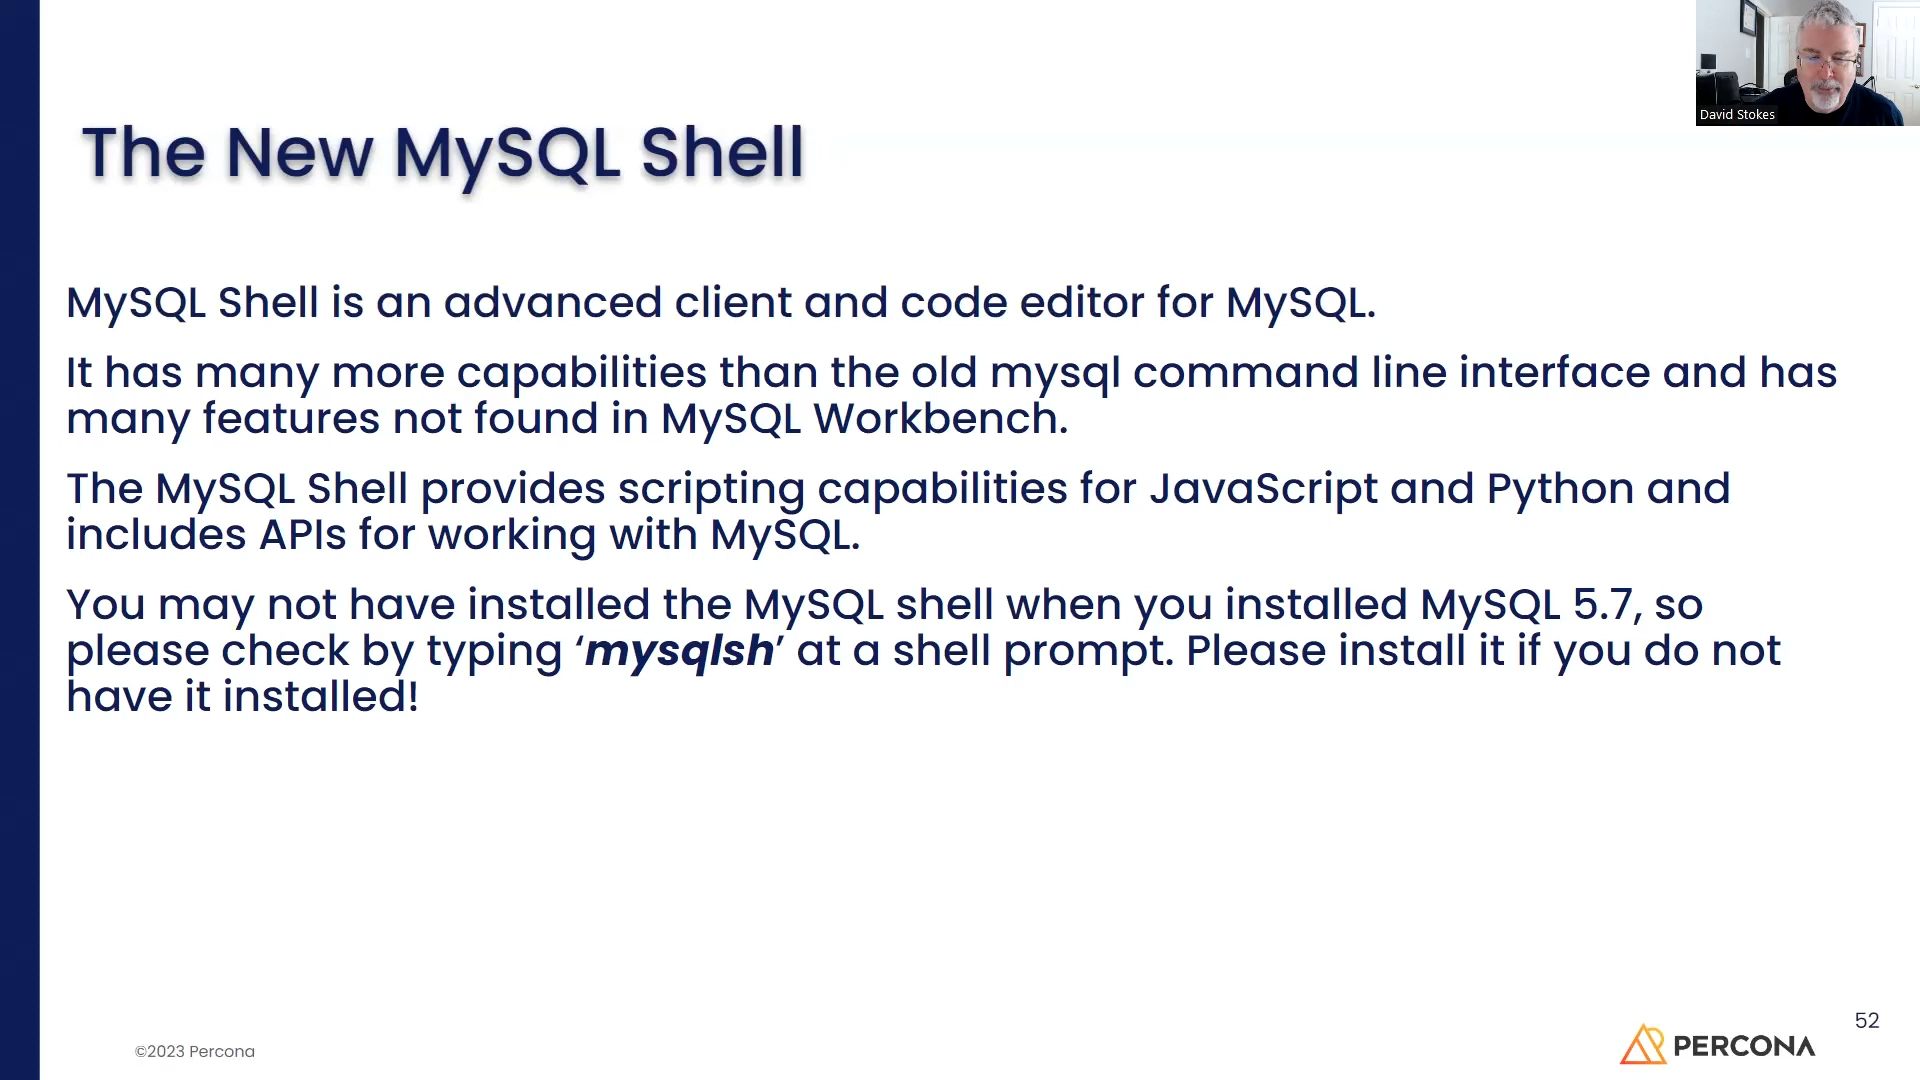 David Stokes
The New MySQL Shell
MySQL Shell is an advanced client and code editor for MySQL.
It has many more capabilities than the old mysql command line interface and has
many features not found in MySQL Workbench.
The MySQL Shell provides scripting capabilities for JavaScript and Python and
includes APIs for working with MySQL.
You may not have installed the MySQL shell when you installed MySQL 5.7, so
please check by typing ‘mysqlsh’ at a shell prompt. Please install it if you do not
have it installed!
52
©2023 Percona
PERCONA